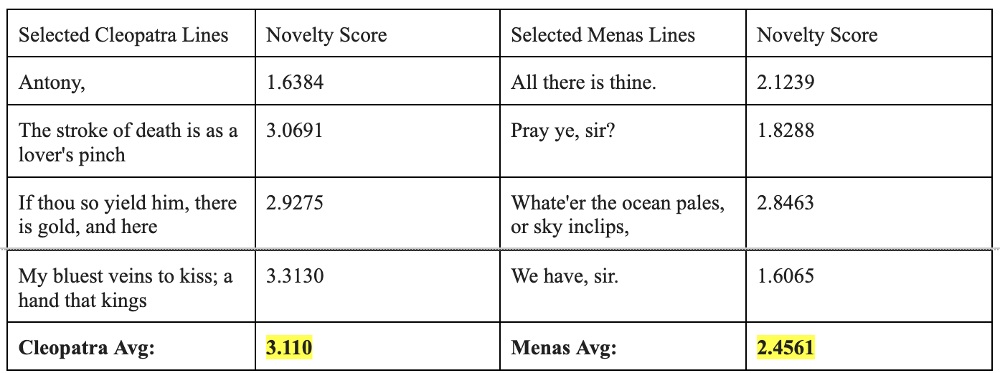 Selected Cleopatra Lines Novelty Score Selected Menas Lines Novelty Score
Antony, 1.6384 All there is thine. 2.1239
The stroke of death is as a 3.0691 Pray ye, sir? 1.8288
lover's pinch
If thou so yield him, there 2.9275 Whate'er the ocean pales, 2.8463
is gold, and here or sky inclips,
My bluest veins to kiss; a 3.3130 We have, sir. 1.6065
hand that kings
Cleopatra Avg: 3.110 Menas Avg: 2.4561